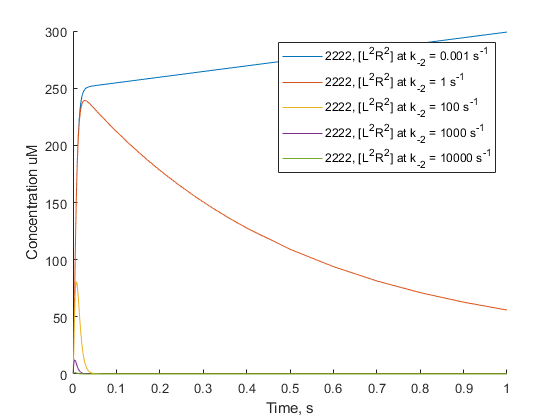 300
250
200
150
100
50
0
Concentration uM
2222, [L²R²] at k₋₂ = 0.001 s⁻¹
2222, [L²R²] at k₋₂ = 1 s⁻¹
2222, [L²R²] at k₋₂ = 100 s⁻¹
2222, [L²R²] at k₋₂ = 1000 s⁻¹
2222, [L²R²] at k₋₂ = 10000 s⁻¹
0 0.1 0.2 0.3 0.4 0.5 0.6 0.7 0.8 0.9 1
Time, s